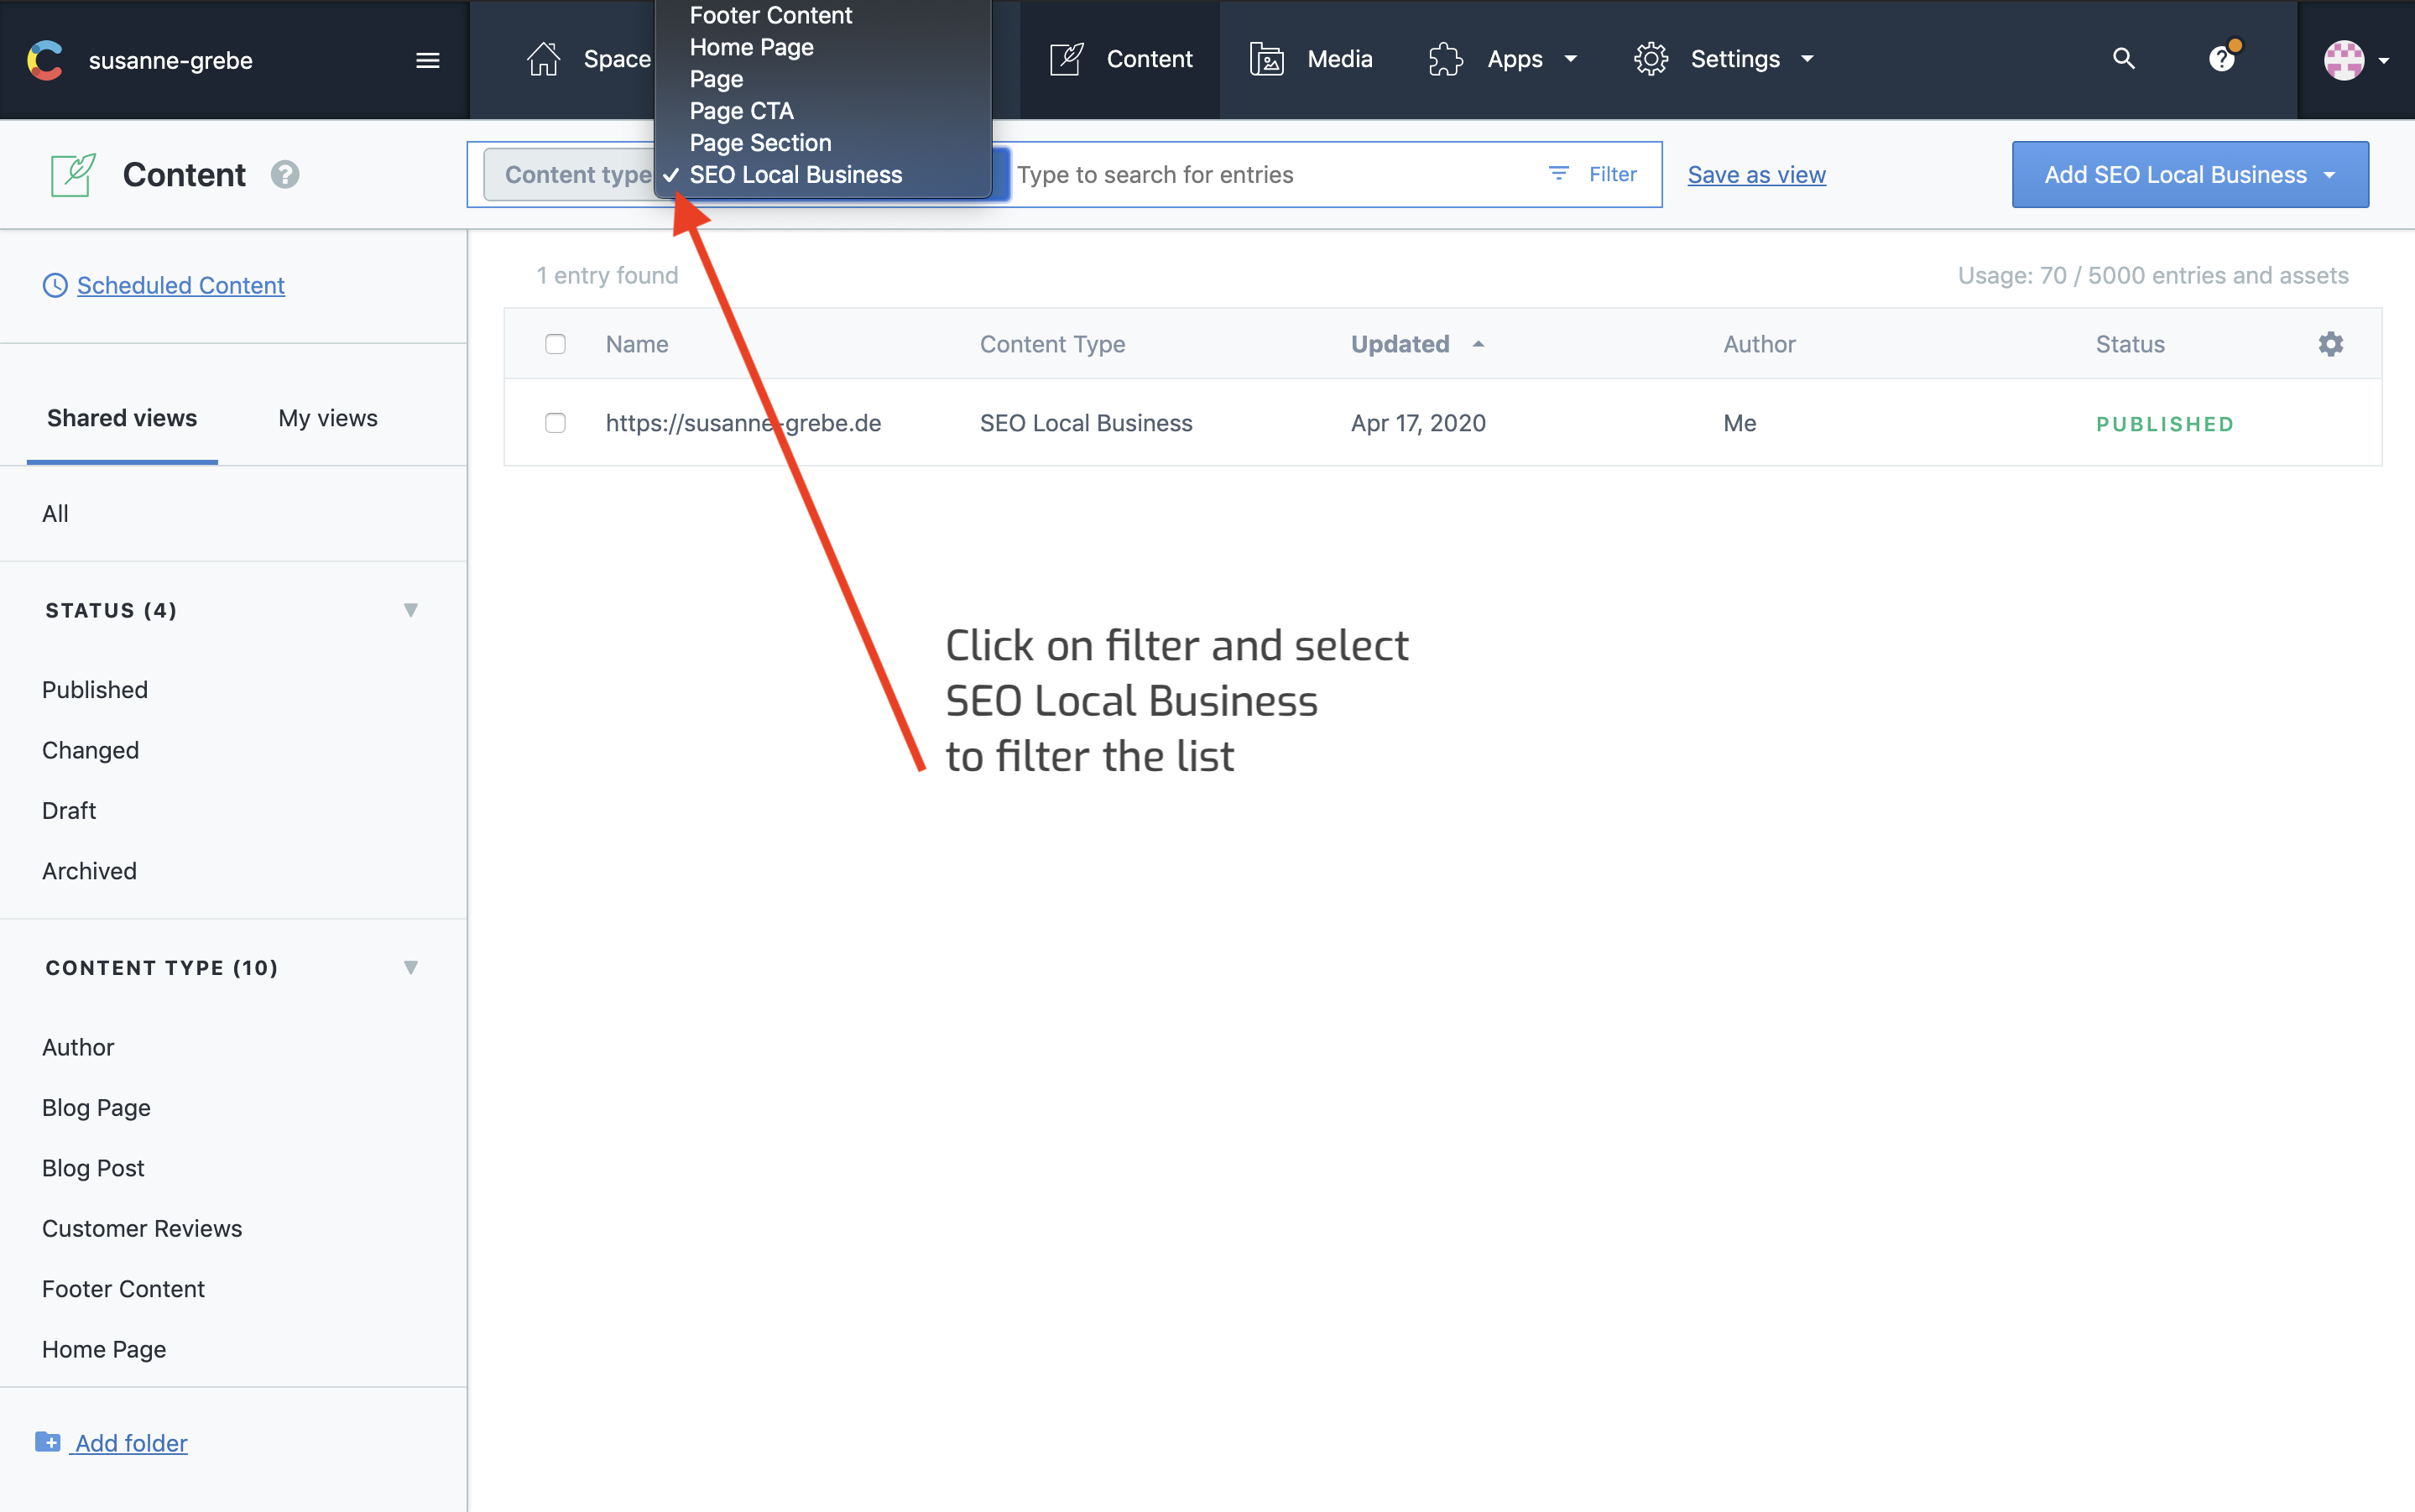 Footer Content
Home Page
Page
Page CTA
Page Section
✓ SEO Local Business
susanne-grebe
Space
Content
Media
Apps
Settings
Content
Content type
Type to search for entries
Filter
Save as view
Add SEO Local Business
Scheduled Content
1 entry found
Usage: 70 / 5000 entries and assets
Name Content Type Updated Author Status
https://susanne-grebe.de SEO Local Business Apr 17, 2020 Me PUBLISHED
Shared views
My views
All
STATUS (4)
Published
Changed
Draft
Archived
CONTENT TYPE (10)
Author
Blog Page
Blog Post
Customer Reviews
Footer Content
Home Page
Add folder
Click on filter and select
SEO Local Business
to filter the list